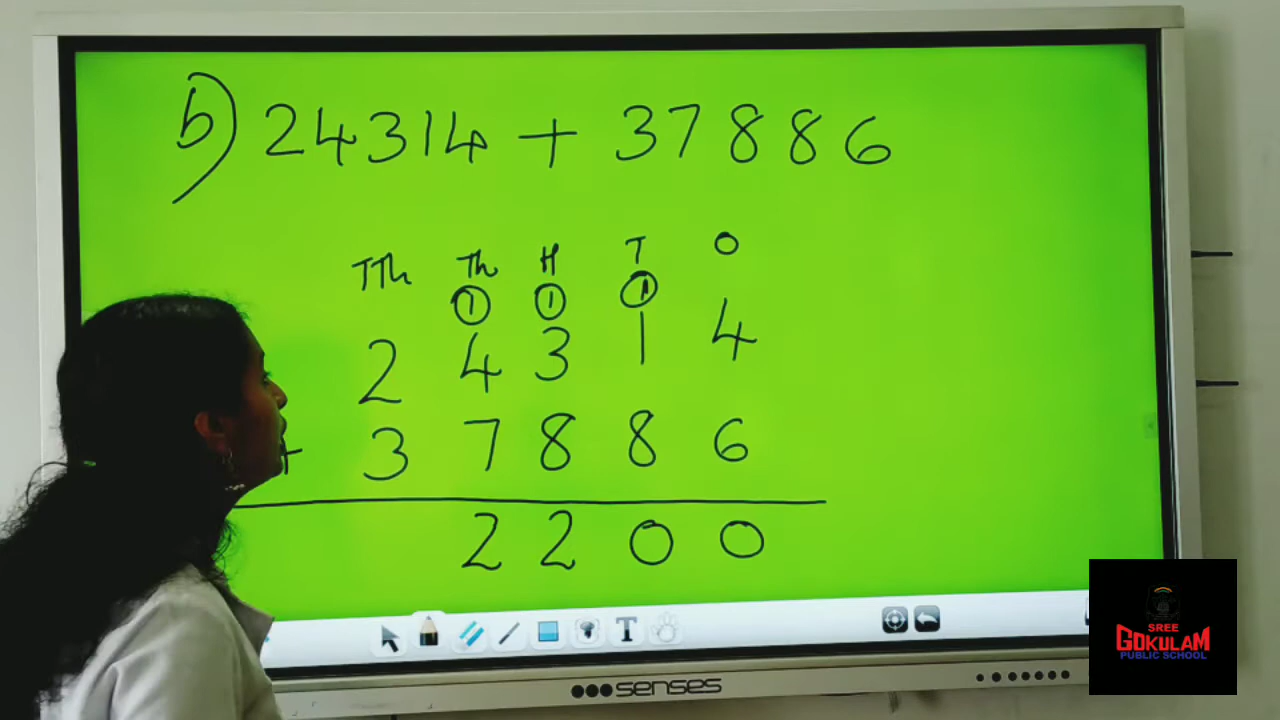 b) 24314 + 37886
TTh Th H T O
1 1 1
2 4 3 1 4
+ 3 7 8 8 6
2 2 0 0
T
senses
SREE
GOKULAM
PUBLIC SCHOOL